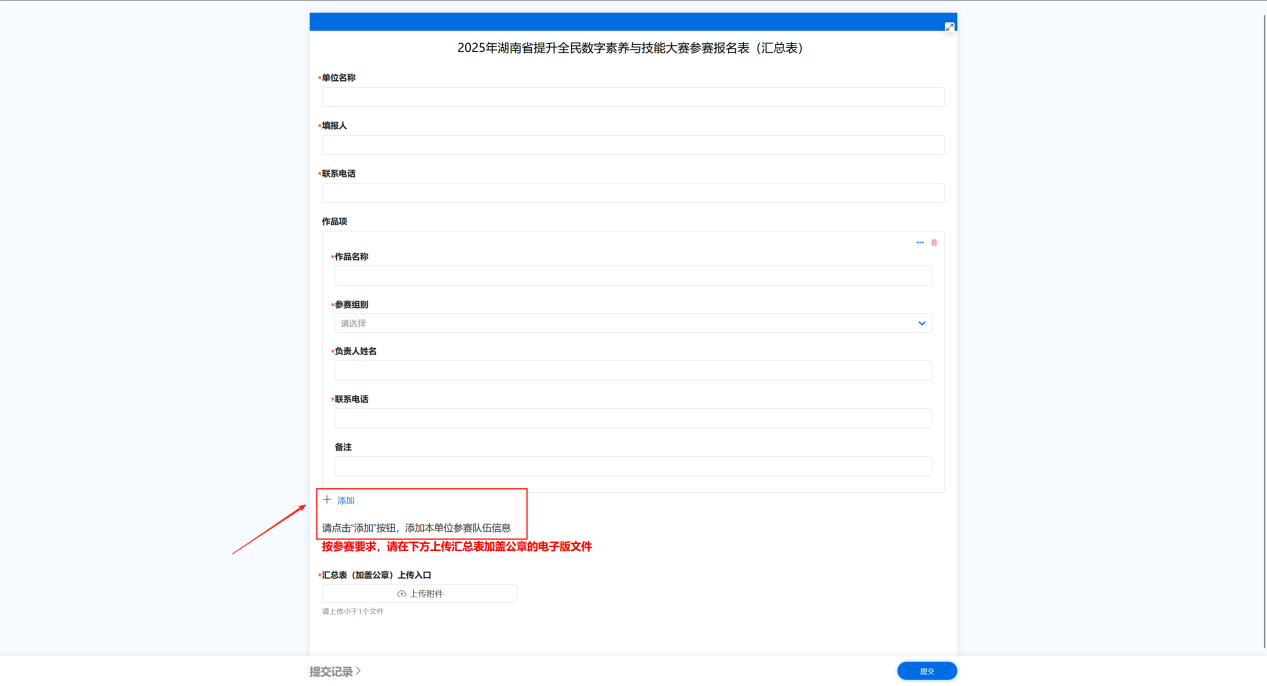 2025年湖南省提升全民数字素养与技能大赛参赛报名表（汇总表）
*单位名称
*填报人
*联系电话
作品项
*作品名称
*参赛组别
请选择
*负责人姓名
*联系电话
备注
+ 添加
请点击“添加”按钮，添加本单位参赛队伍信息
按参赛要求，请在下方上传汇总表加盖公章的电子版文件
*汇总表（加盖公章）上传入口
上传附件
请上传小于1个文件
提交记录 >
提交